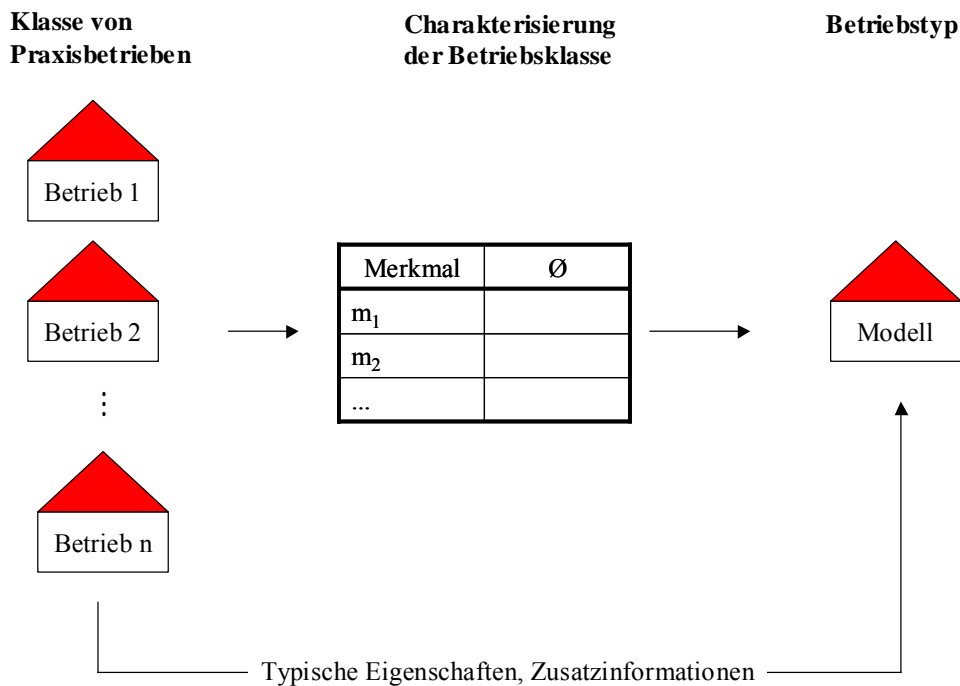 Klasse von
Praxisbetrieben
Charakterisierung
der Betriebsklasse
Betriebstyp
Betrieb 1
Betrieb 2
⋮
Betrieb n
Merkmal Ø
m₁
m₂
...
Modell
Typische Eigenschaften, Zusatzinformationen